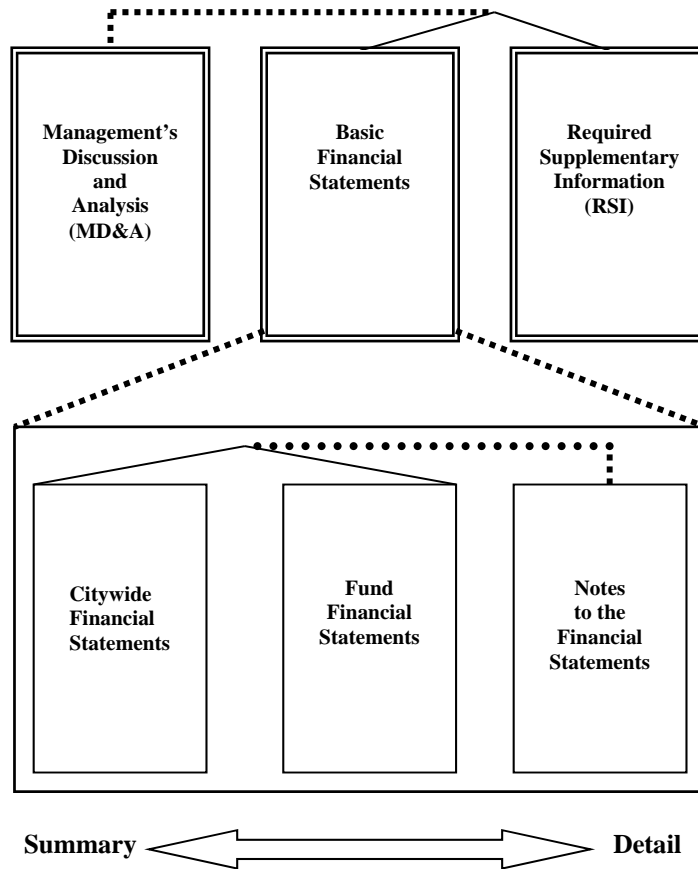 Management’s
Discussion
and
Analysis
(MD&A)
Basic
Financial
Statements
Required
Supplementary
Information
(RSI)
Citywide
Financial
Statements
Fund
Financial
Statements
Notes
to the
Financial
Statements
Summary
Detail